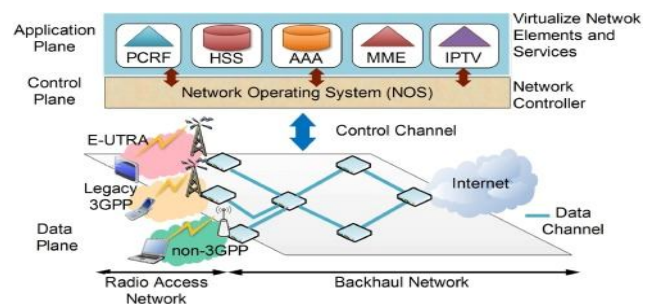 Application
Plane
PCRF
HSS
AAA
MME
IPTV
Virtualize Netwok
Elements and
Services
Control
Plane
Network Operating System (NOS)
Network
Controller
Control Channel
E-UTRA
Legacy
3GPP
non-3GPP
Data
Plane
Internet
Data
Channel
Radio Access
Network
Backhaul Network